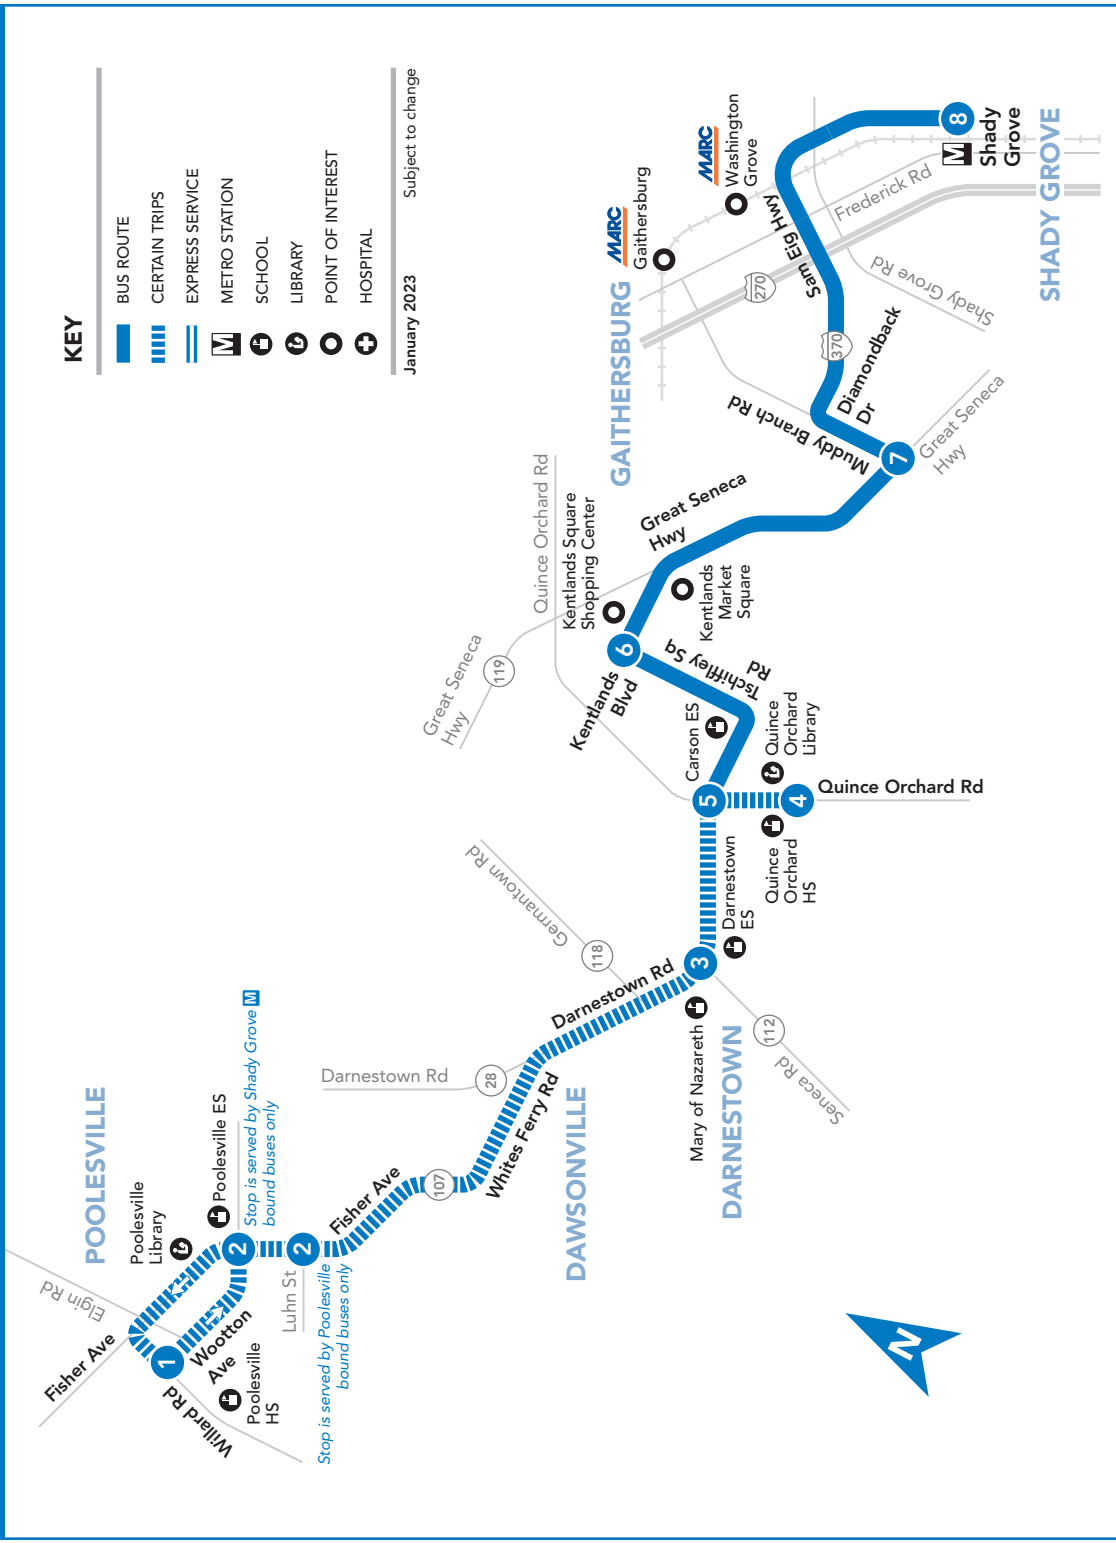 KEY
BUS ROUTE
CERTAIN TRIPS
EXPRESS SERVICE
M
METRO STATION
SCHOOL
LIBRARY
POINT OF INTEREST
HOSPITAL
January 2023
Subject to change
POOLESVILLE
Elgin Rd
Fisher Ave
Willard Rd
1
Wootton
Ave
Poolesville
HS
Poolesville
Library
Poolesville ES
2
Stop is served by Shady Grove M
bound buses only
2
Luhn St
Stop is served by Poolesville
bound buses only
Fisher Ave
107
Whites Ferry Rd
DAWSONVILLE
Darnestown Rd
28
Darnestown Rd
Germantown Rd
118
3
Mary of Nazareth
DARNESTOWN
112
Seneca Rd
Darnestown
ES
5
4
Quince
Orchard
HS
Quince
Orchard
Library
Quince Orchard Rd
Carson ES
Tschiffley Sq
Rd
Kentlands
Blvd
6
Great Seneca
Hwy
119
Quince Orchard Rd
Kentlands Square
Shopping Center
Kentlands
Market
Square
Great Seneca
Hwy
7
Great Seneca
Hwy
Muddy Branch Rd
Diamondback
Dr
370
Sam Eig Hwy
270
GAITHERSBURG
MARC
Gaithersburg
MARC
Washington
Grove
Frederick Rd
Shady Grove Rd
8
M
Shady
Grove
SHADY GROVE
N